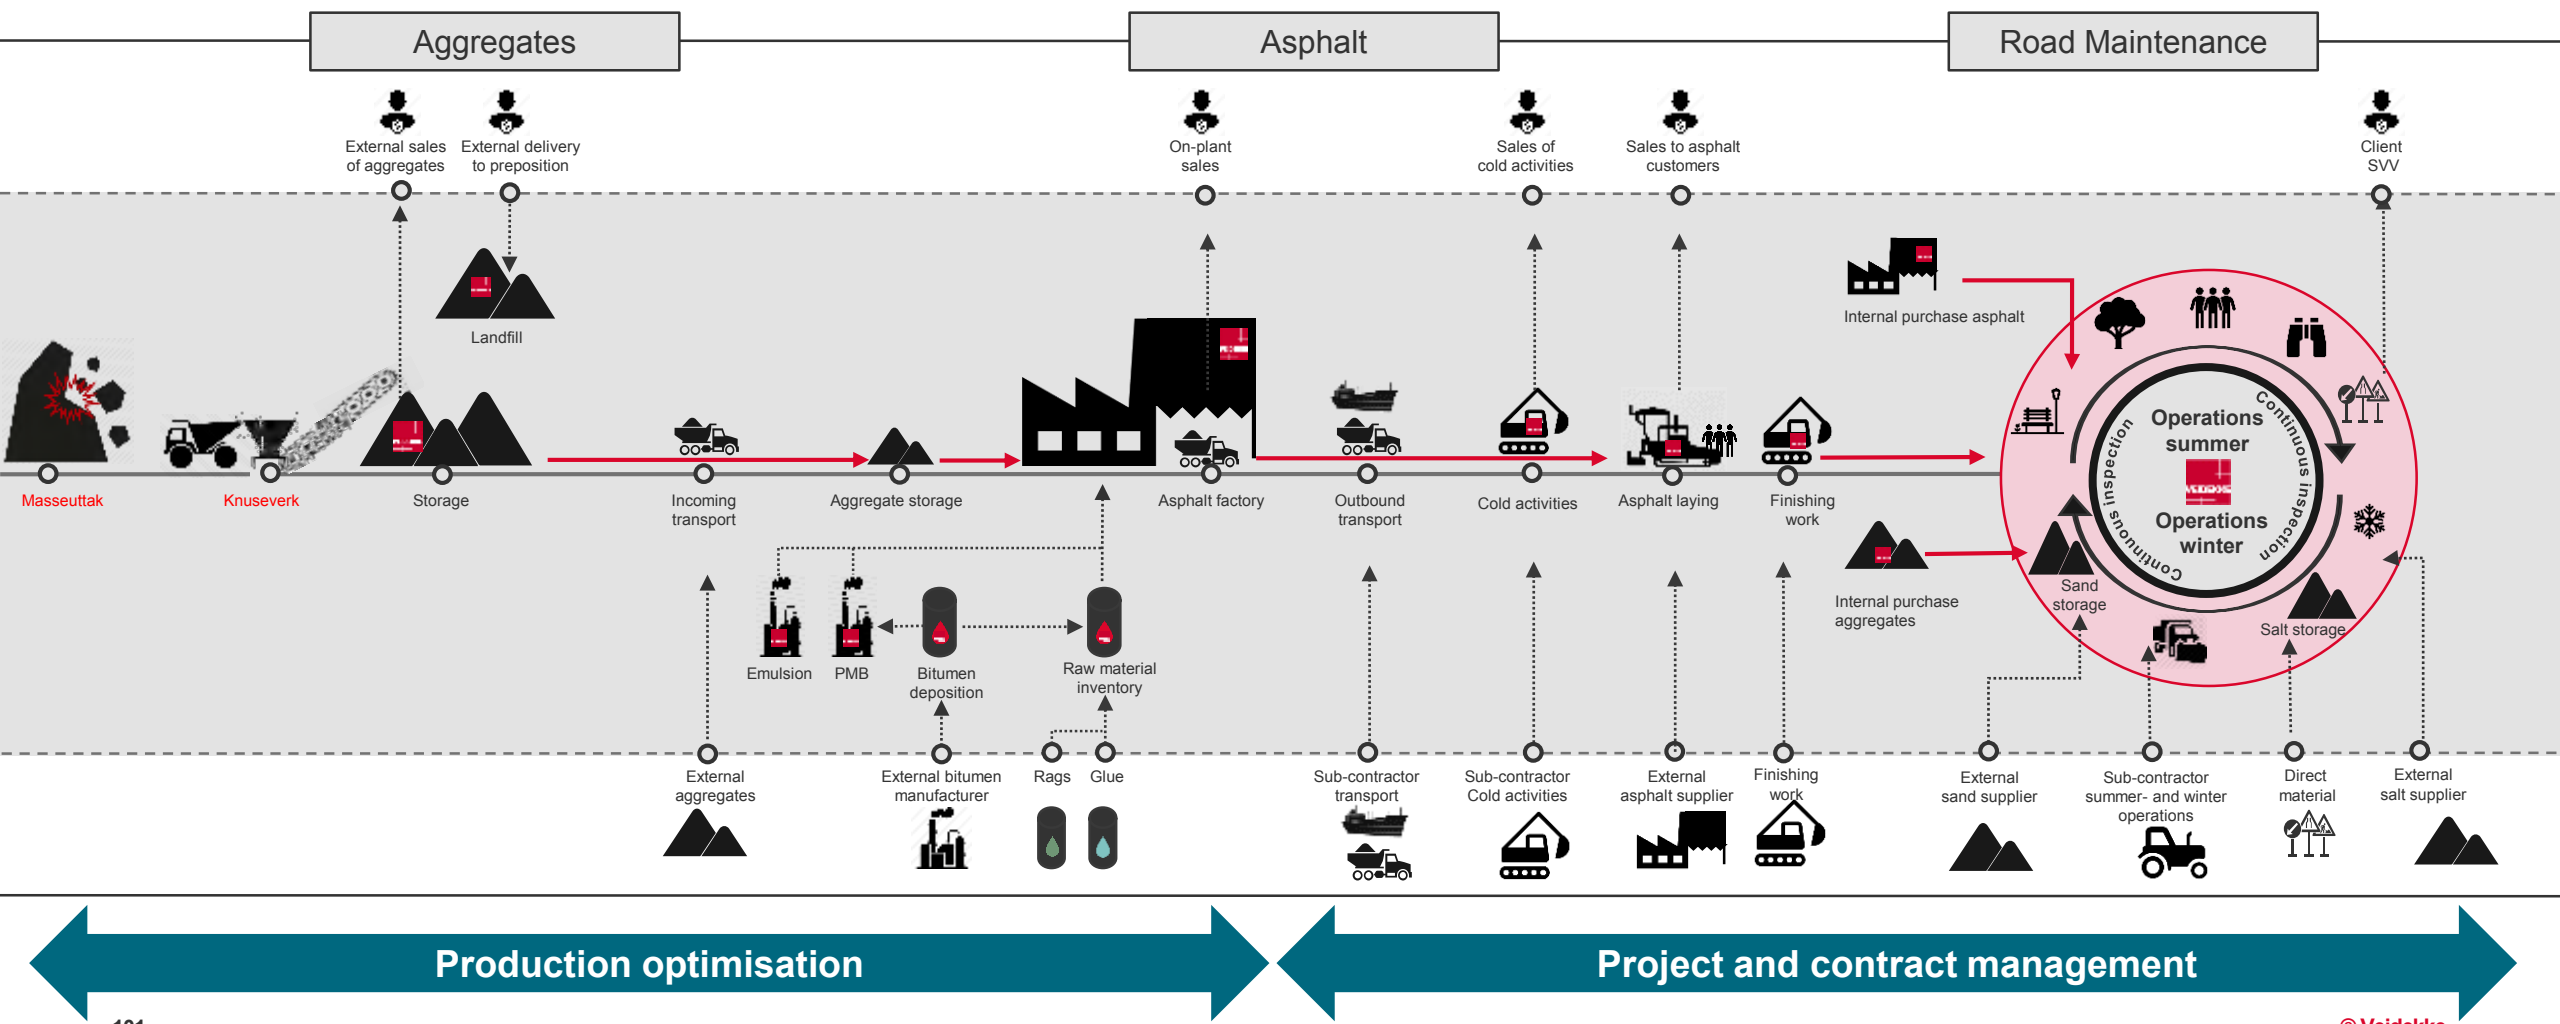 Aggregates
Asphalt
Road Maintenance
External sales
of aggregates
External delivery
to preposition
On-plant
sales
Sales of
cold activities
Sales to asphalt
customers
Client
SVV
Landfill
Internal purchase asphalt
Masseuttak
Knuseverk
Storage
Incoming
transport
Aggregate storage
Asphalt factory
Outbound
transport
Cold activities
Asphalt laying
Finishing
work
Operations
summer
Operations
winter
Continuous inspection
Continuous inspection
Internal purchase
aggregates
Sand
storage
Salt storage
Emulsion
PMB
Bitumen
deposition
Raw material
inventory
External
aggregates
External bitumen
manufacturer
Rags
Glue
Sub-contractor
transport
Sub-contractor
Cold activities
External
asphalt supplier
Finishing
work
External
sand supplier
Sub-contractor
summer- and winter
operations
Direct
material
External
salt supplier
Production optimisation
Project and contract management